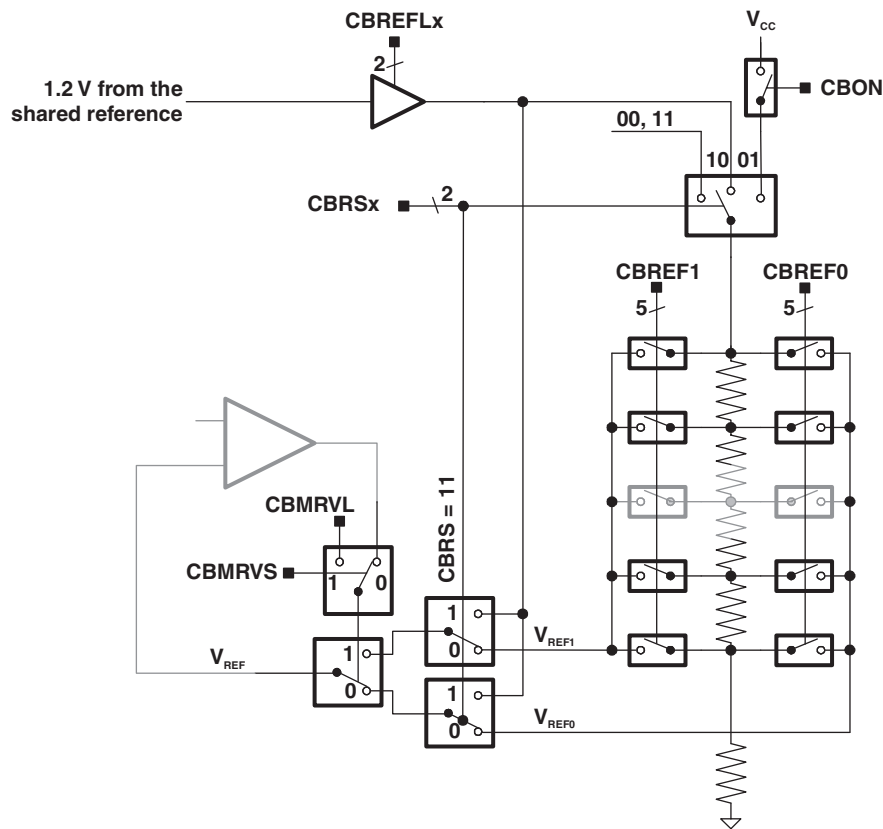 CBREFLx
V_CC
2
1.2 V from the
shared reference
CBON
00, 11
10 01
CBRSx
2
CBREF1
CBREF0
5
5
CBRS = 11
CBMRVL
CBMRVS
1
0
1
0
V_REF1
V_REF
1
0
1
0
V_REF0